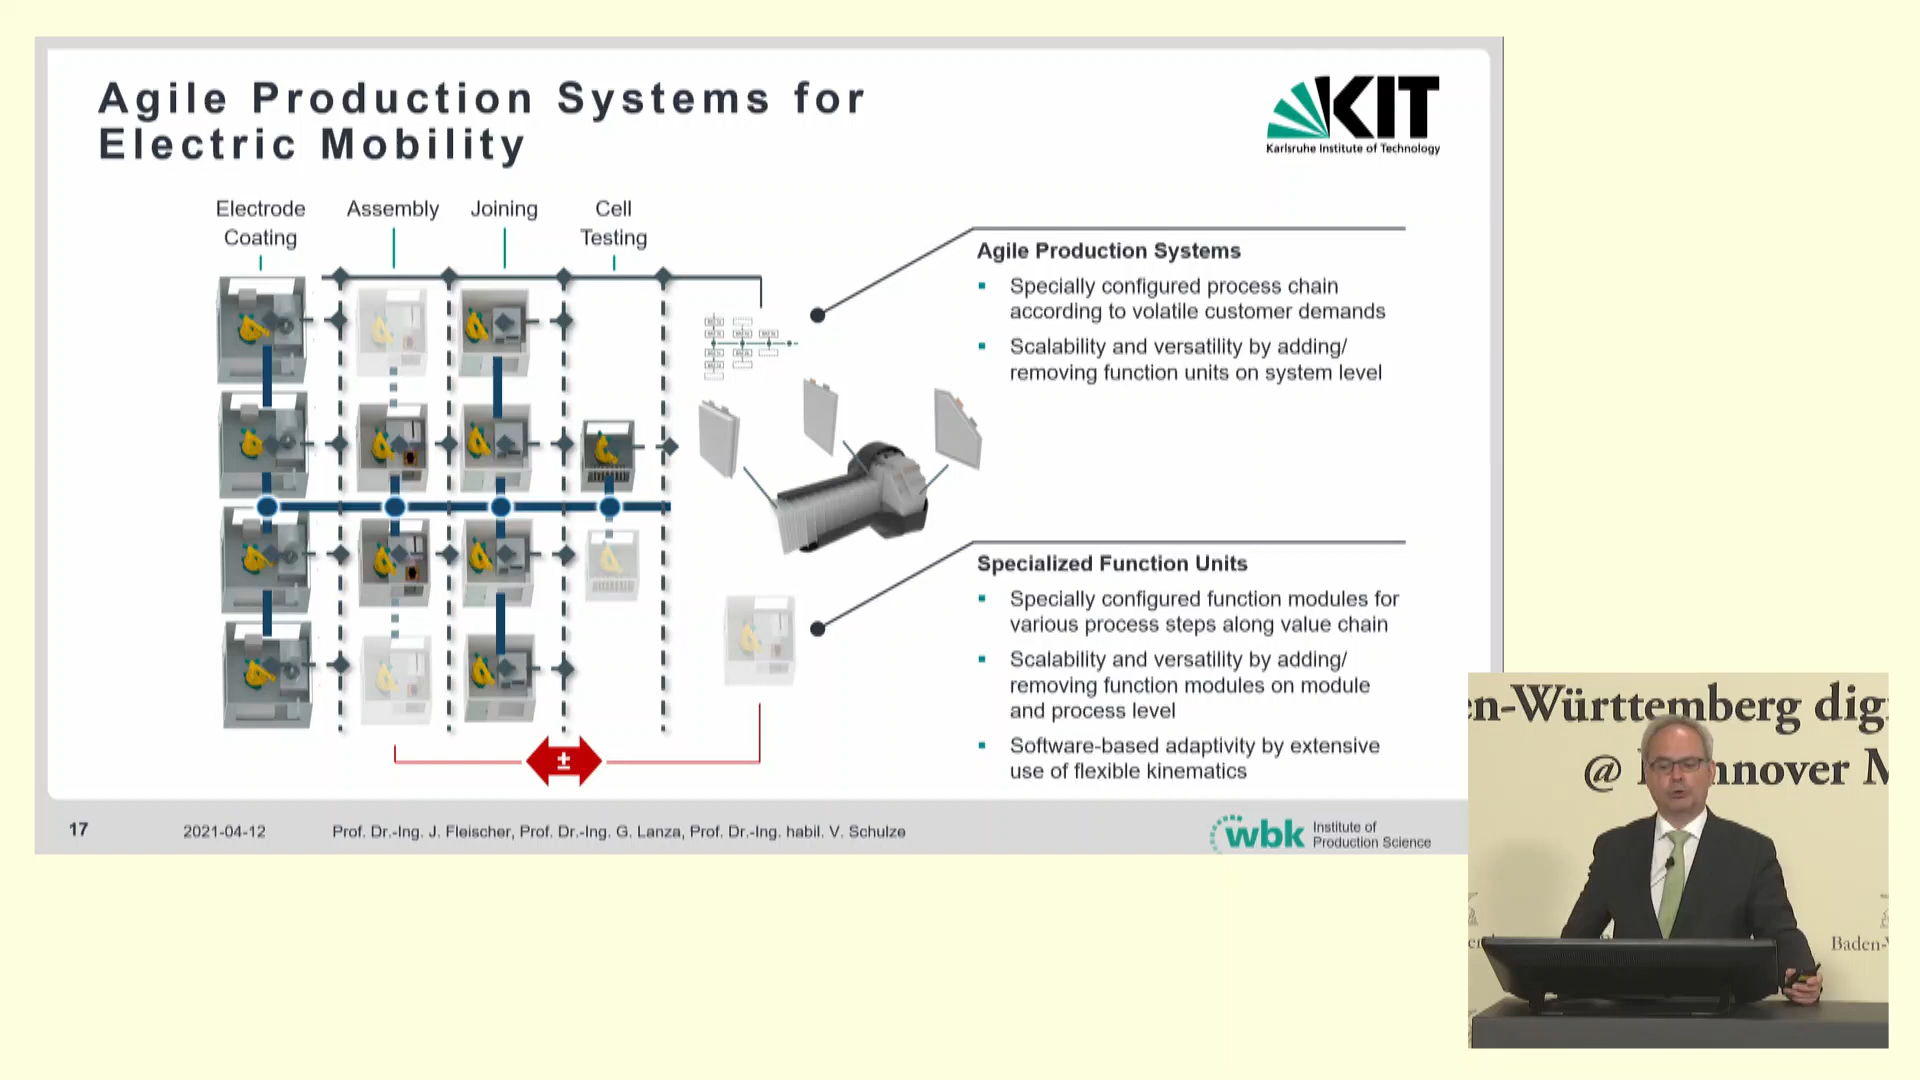 Agile Production Systems for
Electric Mobility
KIT
Karlsruhe Institute of Technology
Electrode
Coating
Assembly
Joining
Cell
Testing
Agile Production Systems
Specially configured process chain
according to volatile customer demands
Scalability and versatility by adding/
removing function units on system level
Specialized Function Units
Specially configured function modules for
various process steps along value chain
Scalability and versatility by adding/
removing function modules on module
and process level
Software-based adaptivity by extensive
use of flexible kinematics
±
17
2021-04-12
Prof. Dr.-Ing. J. Fleischer, Prof. Dr.-Ing. G. Lanza, Prof. Dr.-Ing. habil. V. Schulze
wbk
Institute of
Production Science
n-Württemberg dig
@ nnover M
Baden-